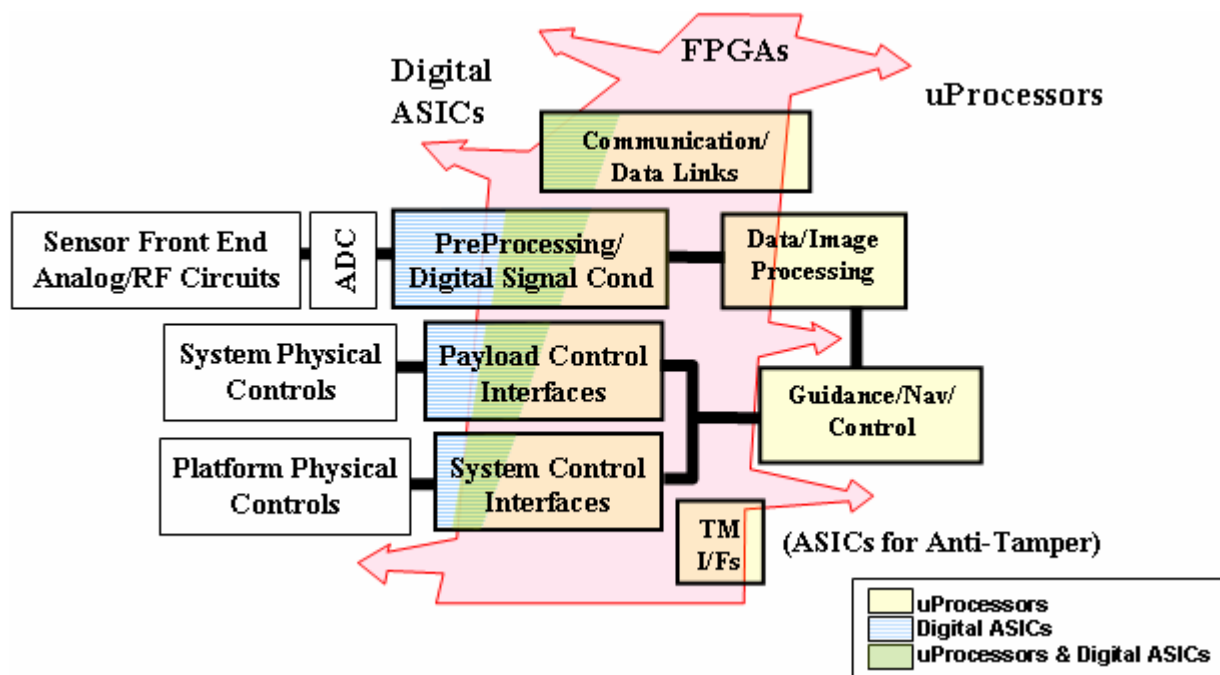 FPGAs
Digital
ASICs
uProcessors
Communication/
Data Links
Sensor Front End
Analog/RF Circuits
ADC
PreProcessing/
Digital Signal Cond
Data/Image
Processing
System Physical
Controls
Payload Control
Interfaces
Guidance/Nav/
Control
Platform Physical
Controls
System Control
Interfaces
TM
I/Fs
(ASICs for Anti-Tamper)
uProcessors
Digital ASICs
uProcessors & Digital ASICs